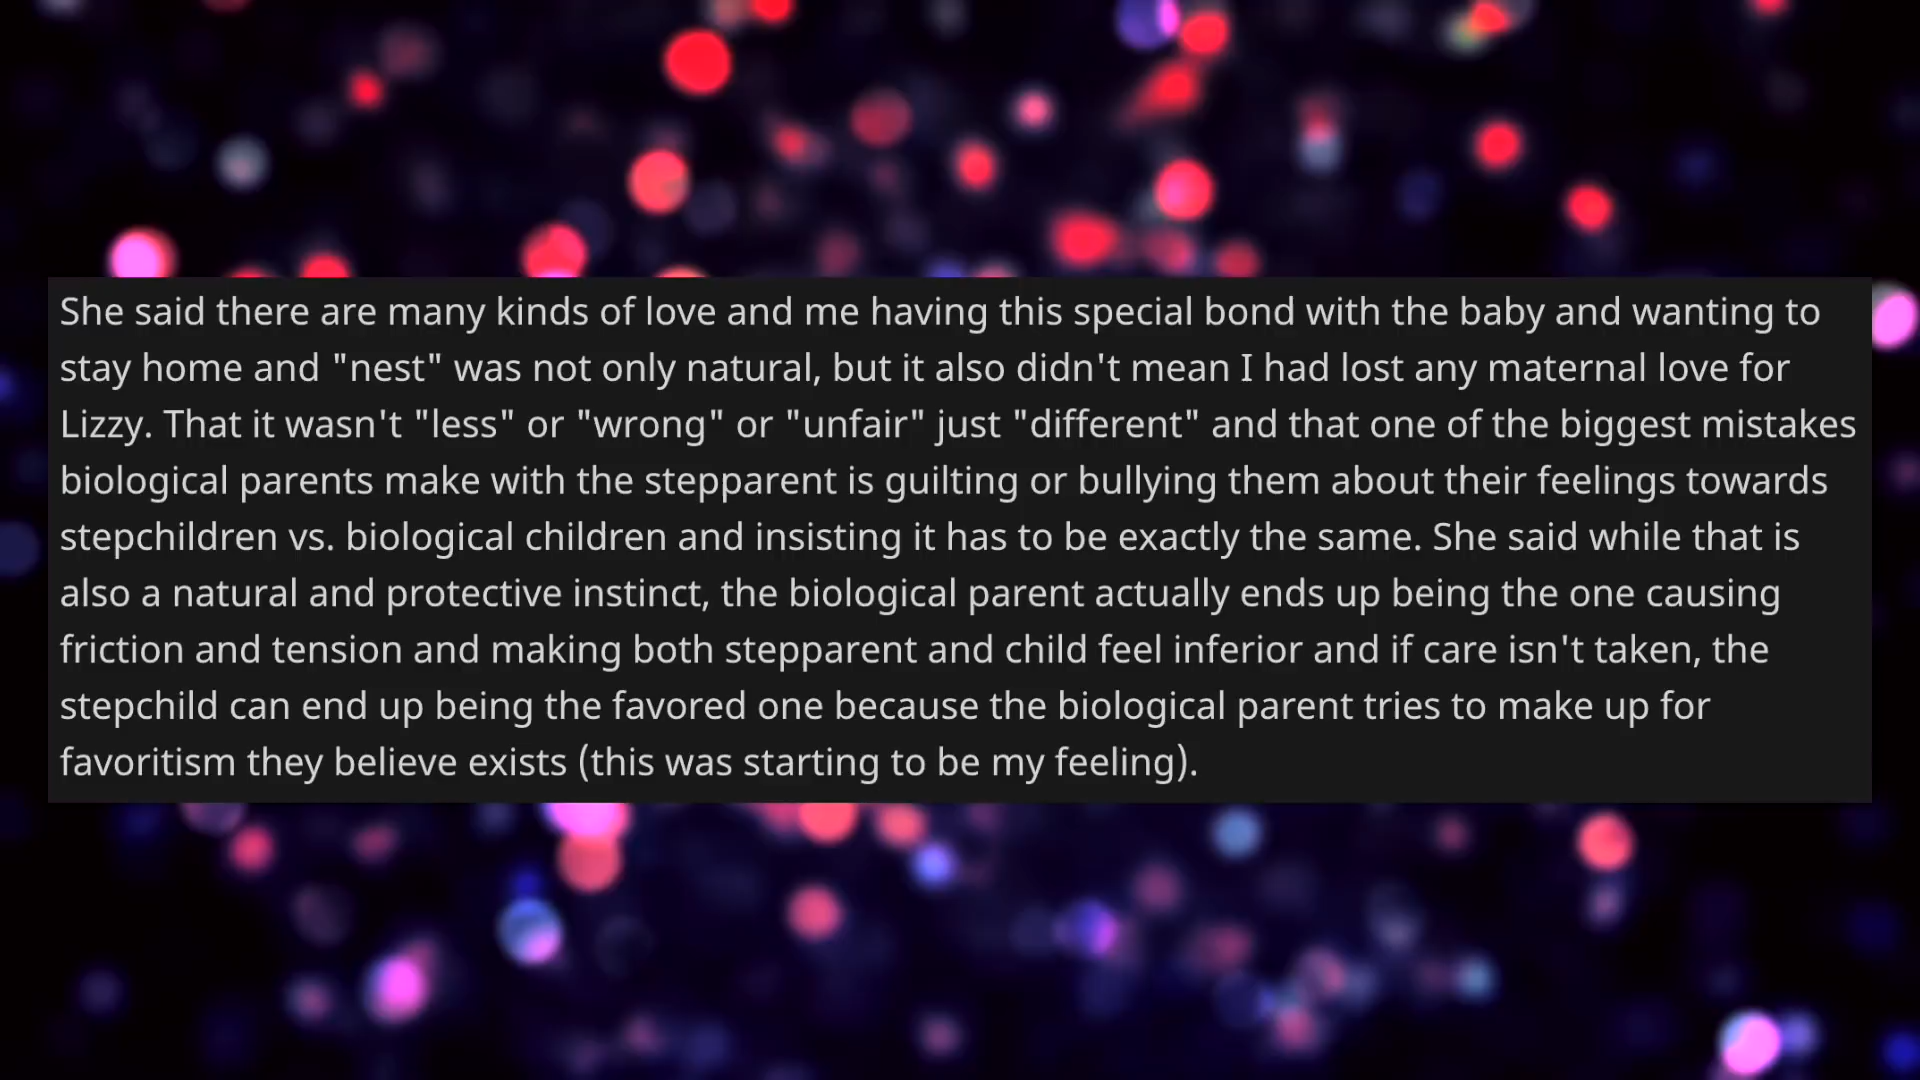 She said there are many kinds of love and me having this special bond with the baby and wanting to
stay home and "nest" was not only natural, but it also didn't mean I had lost any maternal love for
Lizzy. That it wasn't "less" or "wrong" or "unfair" just "different" and that one of the biggest mistakes
biological parents make with the stepparent is guilting or bullying them about their feelings towards
stepchildren vs. biological children and insisting it has to be exactly the same. She said while that is
also a natural and protective instinct, the biological parent actually ends up being the one causing
friction and tension and making both stepparent and child feel inferior and if care isn't taken, the
stepchild can end up being the favored one because the biological parent tries to make up for
favoritism they believe exists (this was starting to be my feeling).